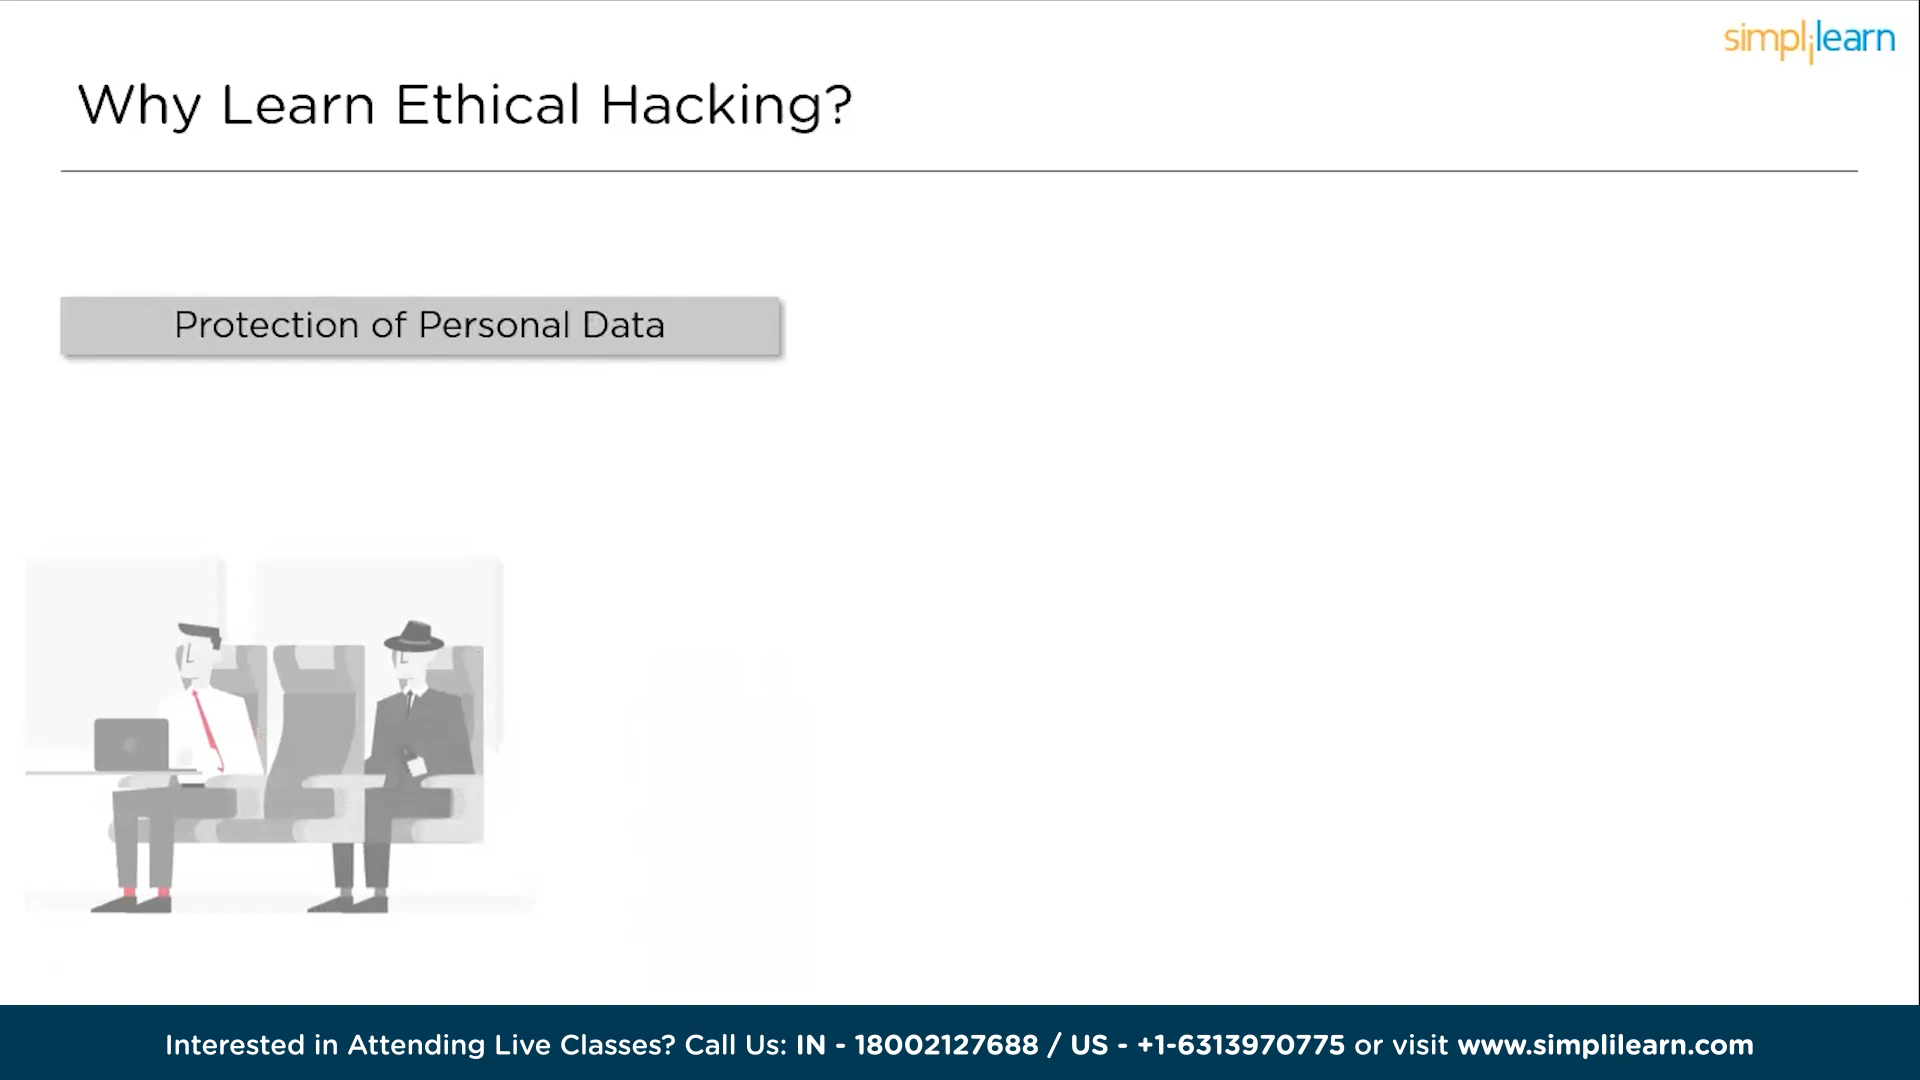 simplilearn
Why Learn Ethical Hacking?
Protection of Personal Data
Interested in Attending Live Classes? Call Us: IN - 18002127688 / US - +1-6313970775 or visit www.simplilearn.com